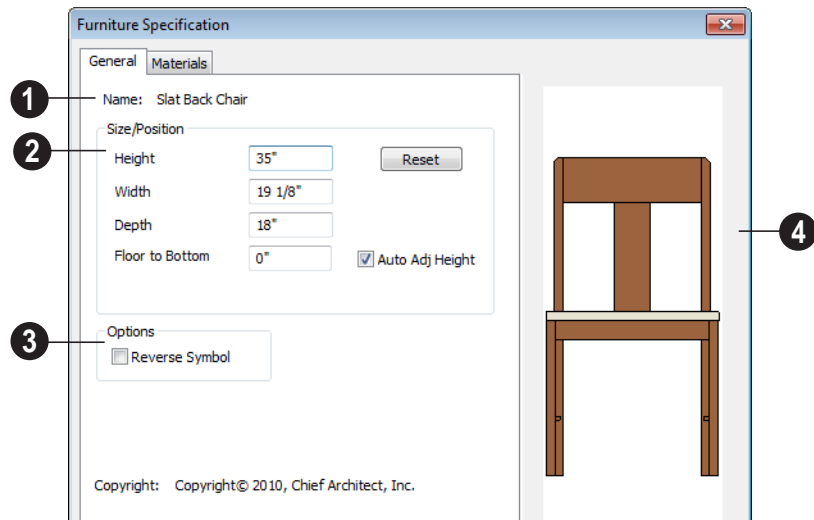 Furniture Specification
General Materials
1 Name: Slat Back Chair
Size/Position
2 Height 35" Reset
Width 19 1/8"
Depth 18"
4
Floor to Bottom 0" Auto Adj Height
Options
3
Reverse Symbol
Copyright: Copyright© 2010, Chief Architect, Inc.